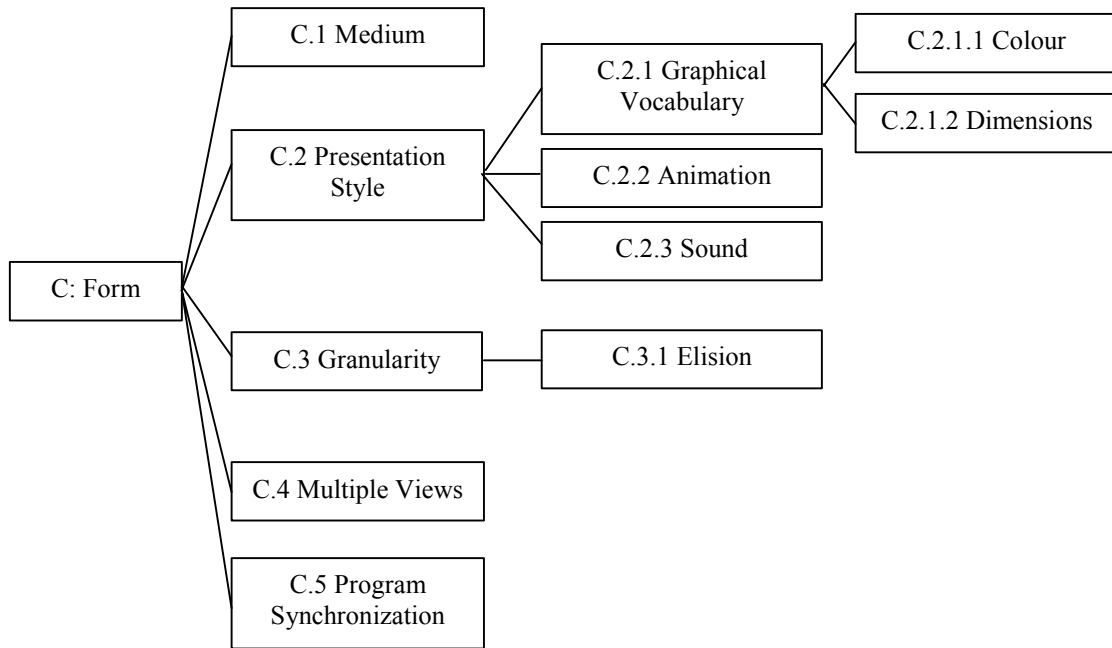 C: Form
C.1 Medium
C.2 Presentation
Style
C.2.1 Graphical
Vocabulary
C.2.1.1 Colour
C.2.1.2 Dimensions
C.2.2 Animation
C.2.3 Sound
C.3 Granularity
C.3.1 Elision
C.4 Multiple Views
C.5 Program
Synchronization